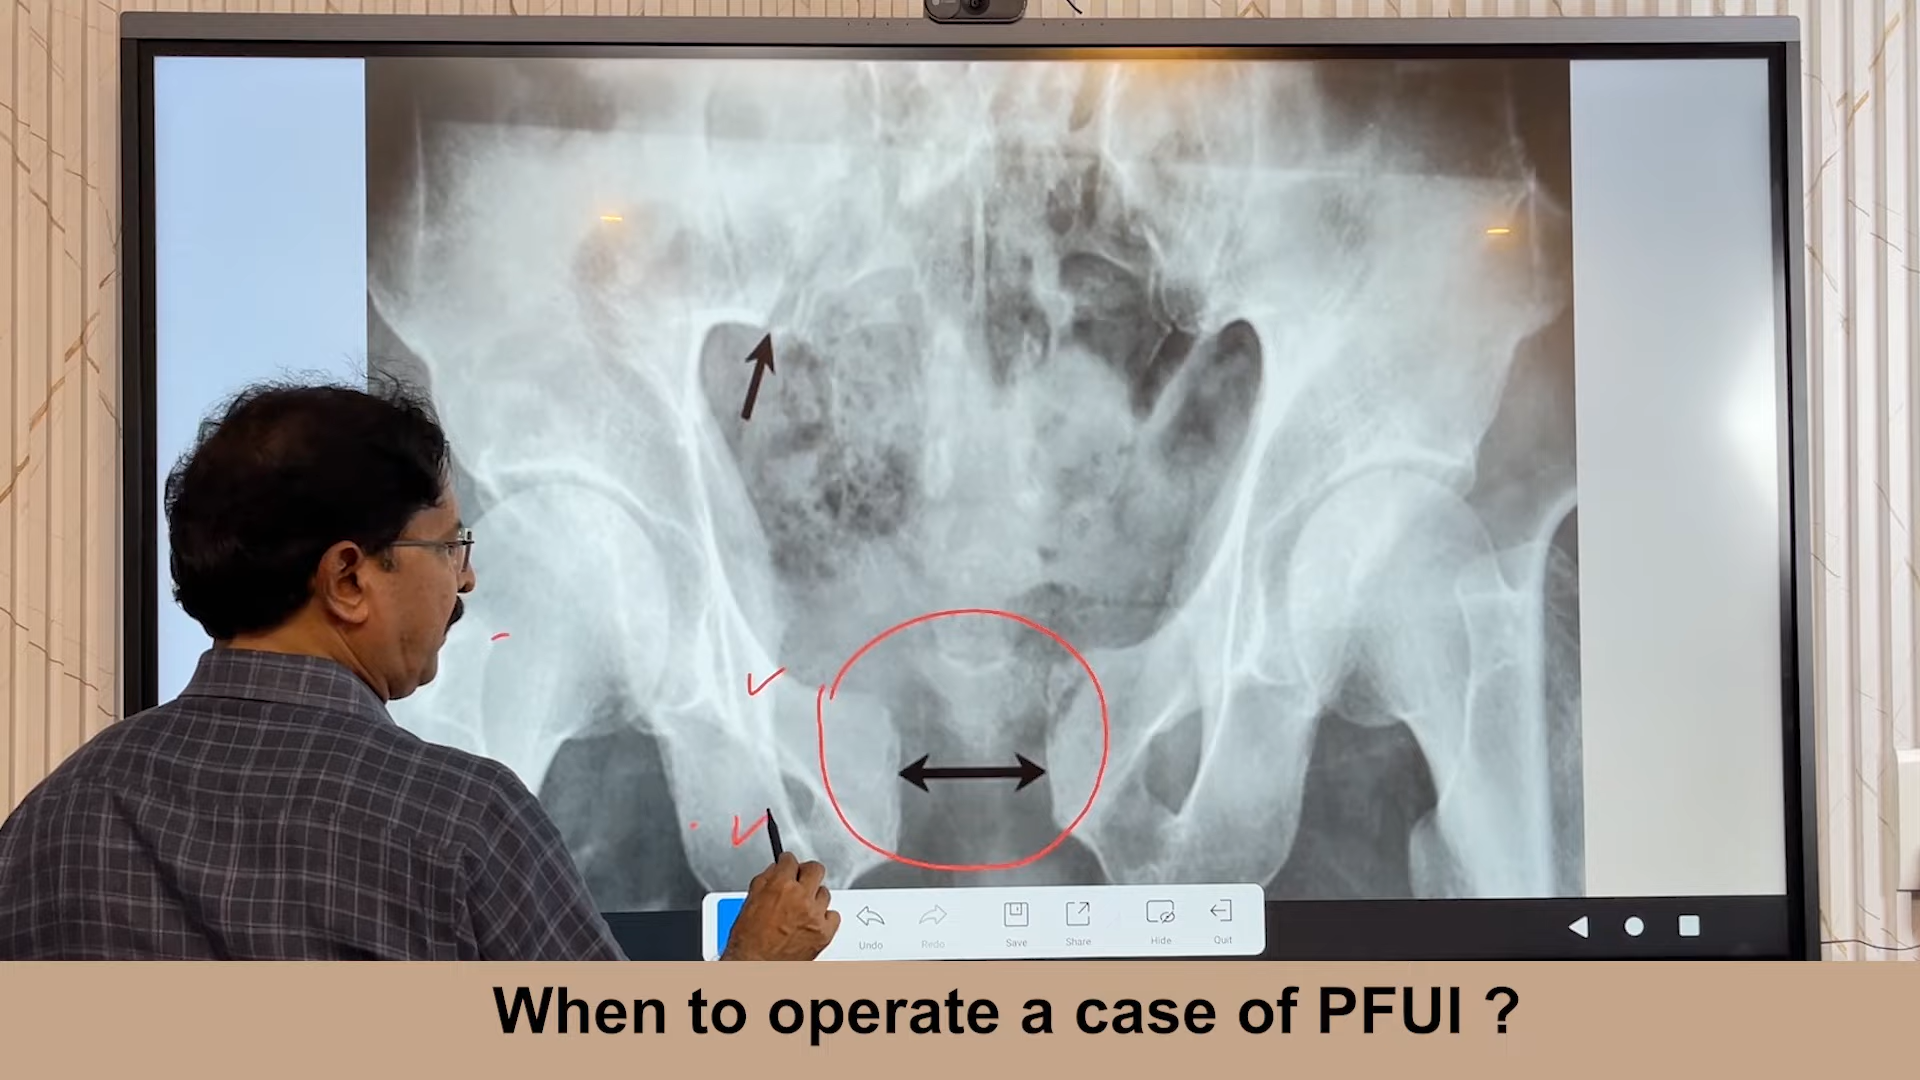 Undo
Redo
Save
Share
Hide
Quit
When to operate a case of PFUI ?